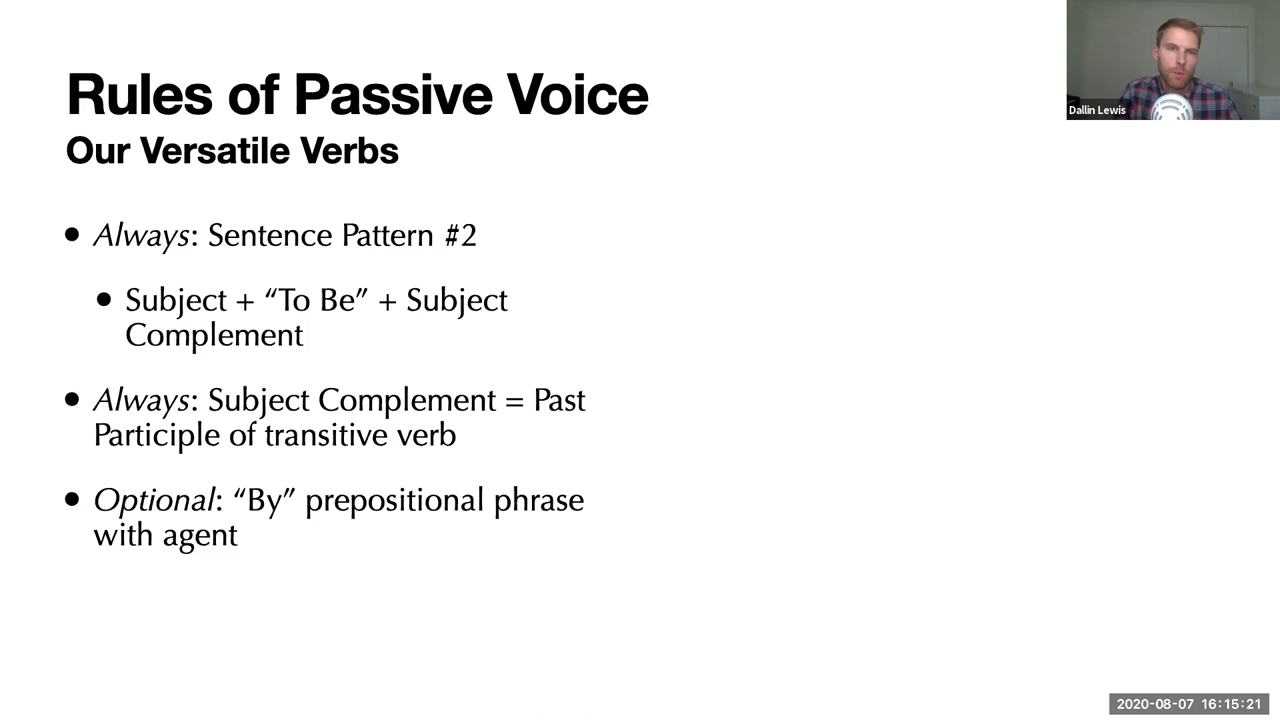 Rules of Passive Voice
Our Versatile Verbs
• Always: Sentence Pattern #2
• Subject + “To Be” + Subject
Complement
• Always: Subject Complement = Past
Participle of transitive verb
• Optional: “By” prepositional phrase
with agent
Dallin Lewis
2020-08-07 16:15:21